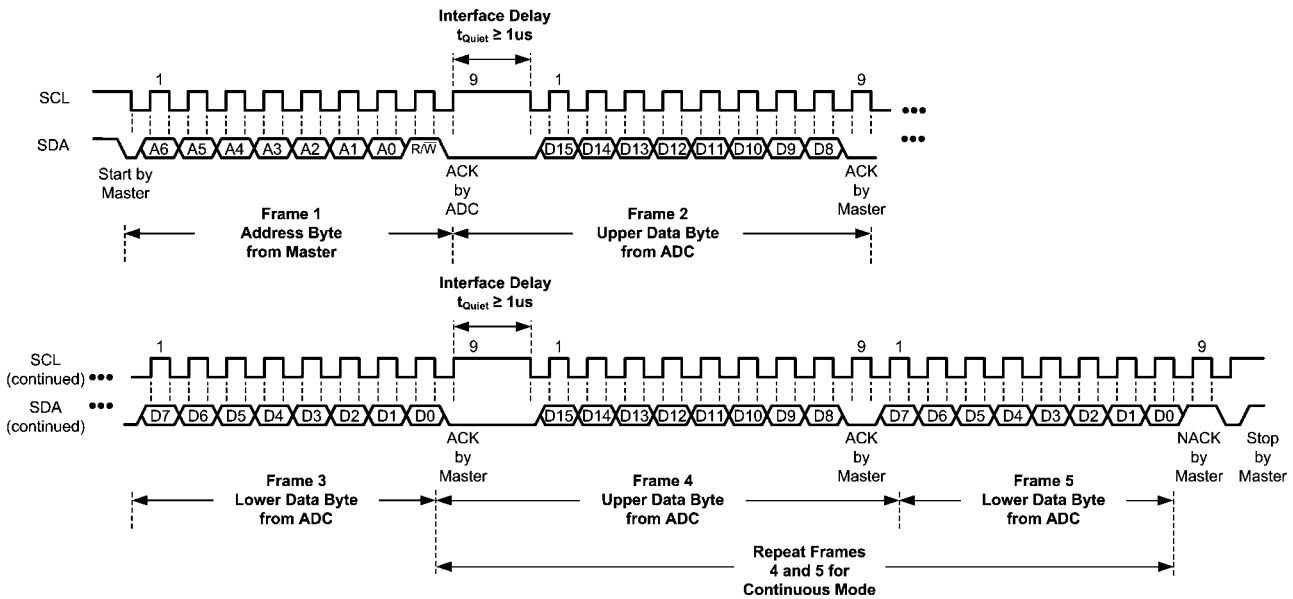 Interface Delay
tQuiet ≥ 1us
1 9 1 9
SCL
SDA
A6 A5 A4 A3 A2 A1 A0 R/W̅ D15 D14 D13 D12 D11 D10 D9 D8
Start by
Master
ACK
by
ADC
ACK
by
Master
Frame 1
Address Byte
from Master
Frame 2
Upper Data Byte
from ADC
Interface Delay
tQuiet ≥ 1us
1 9 1 9 1 9
SCL
(continued)
SDA
(continued)
D7 D6 D5 D4 D3 D2 D1 D0 D15 D14 D13 D12 D11 D10 D9 D8 D7 D6 D5 D4 D3 D2 D1 D0
ACK
by
Master
ACK
by
Master
NACK
by
Master
Stop
by
Master
Frame 3
Lower Data Byte
from ADC
Frame 4
Upper Data Byte
from ADC
Frame 5
Lower Data Byte
from ADC
Repeat Frames
4 and 5 for
Continuous Mode